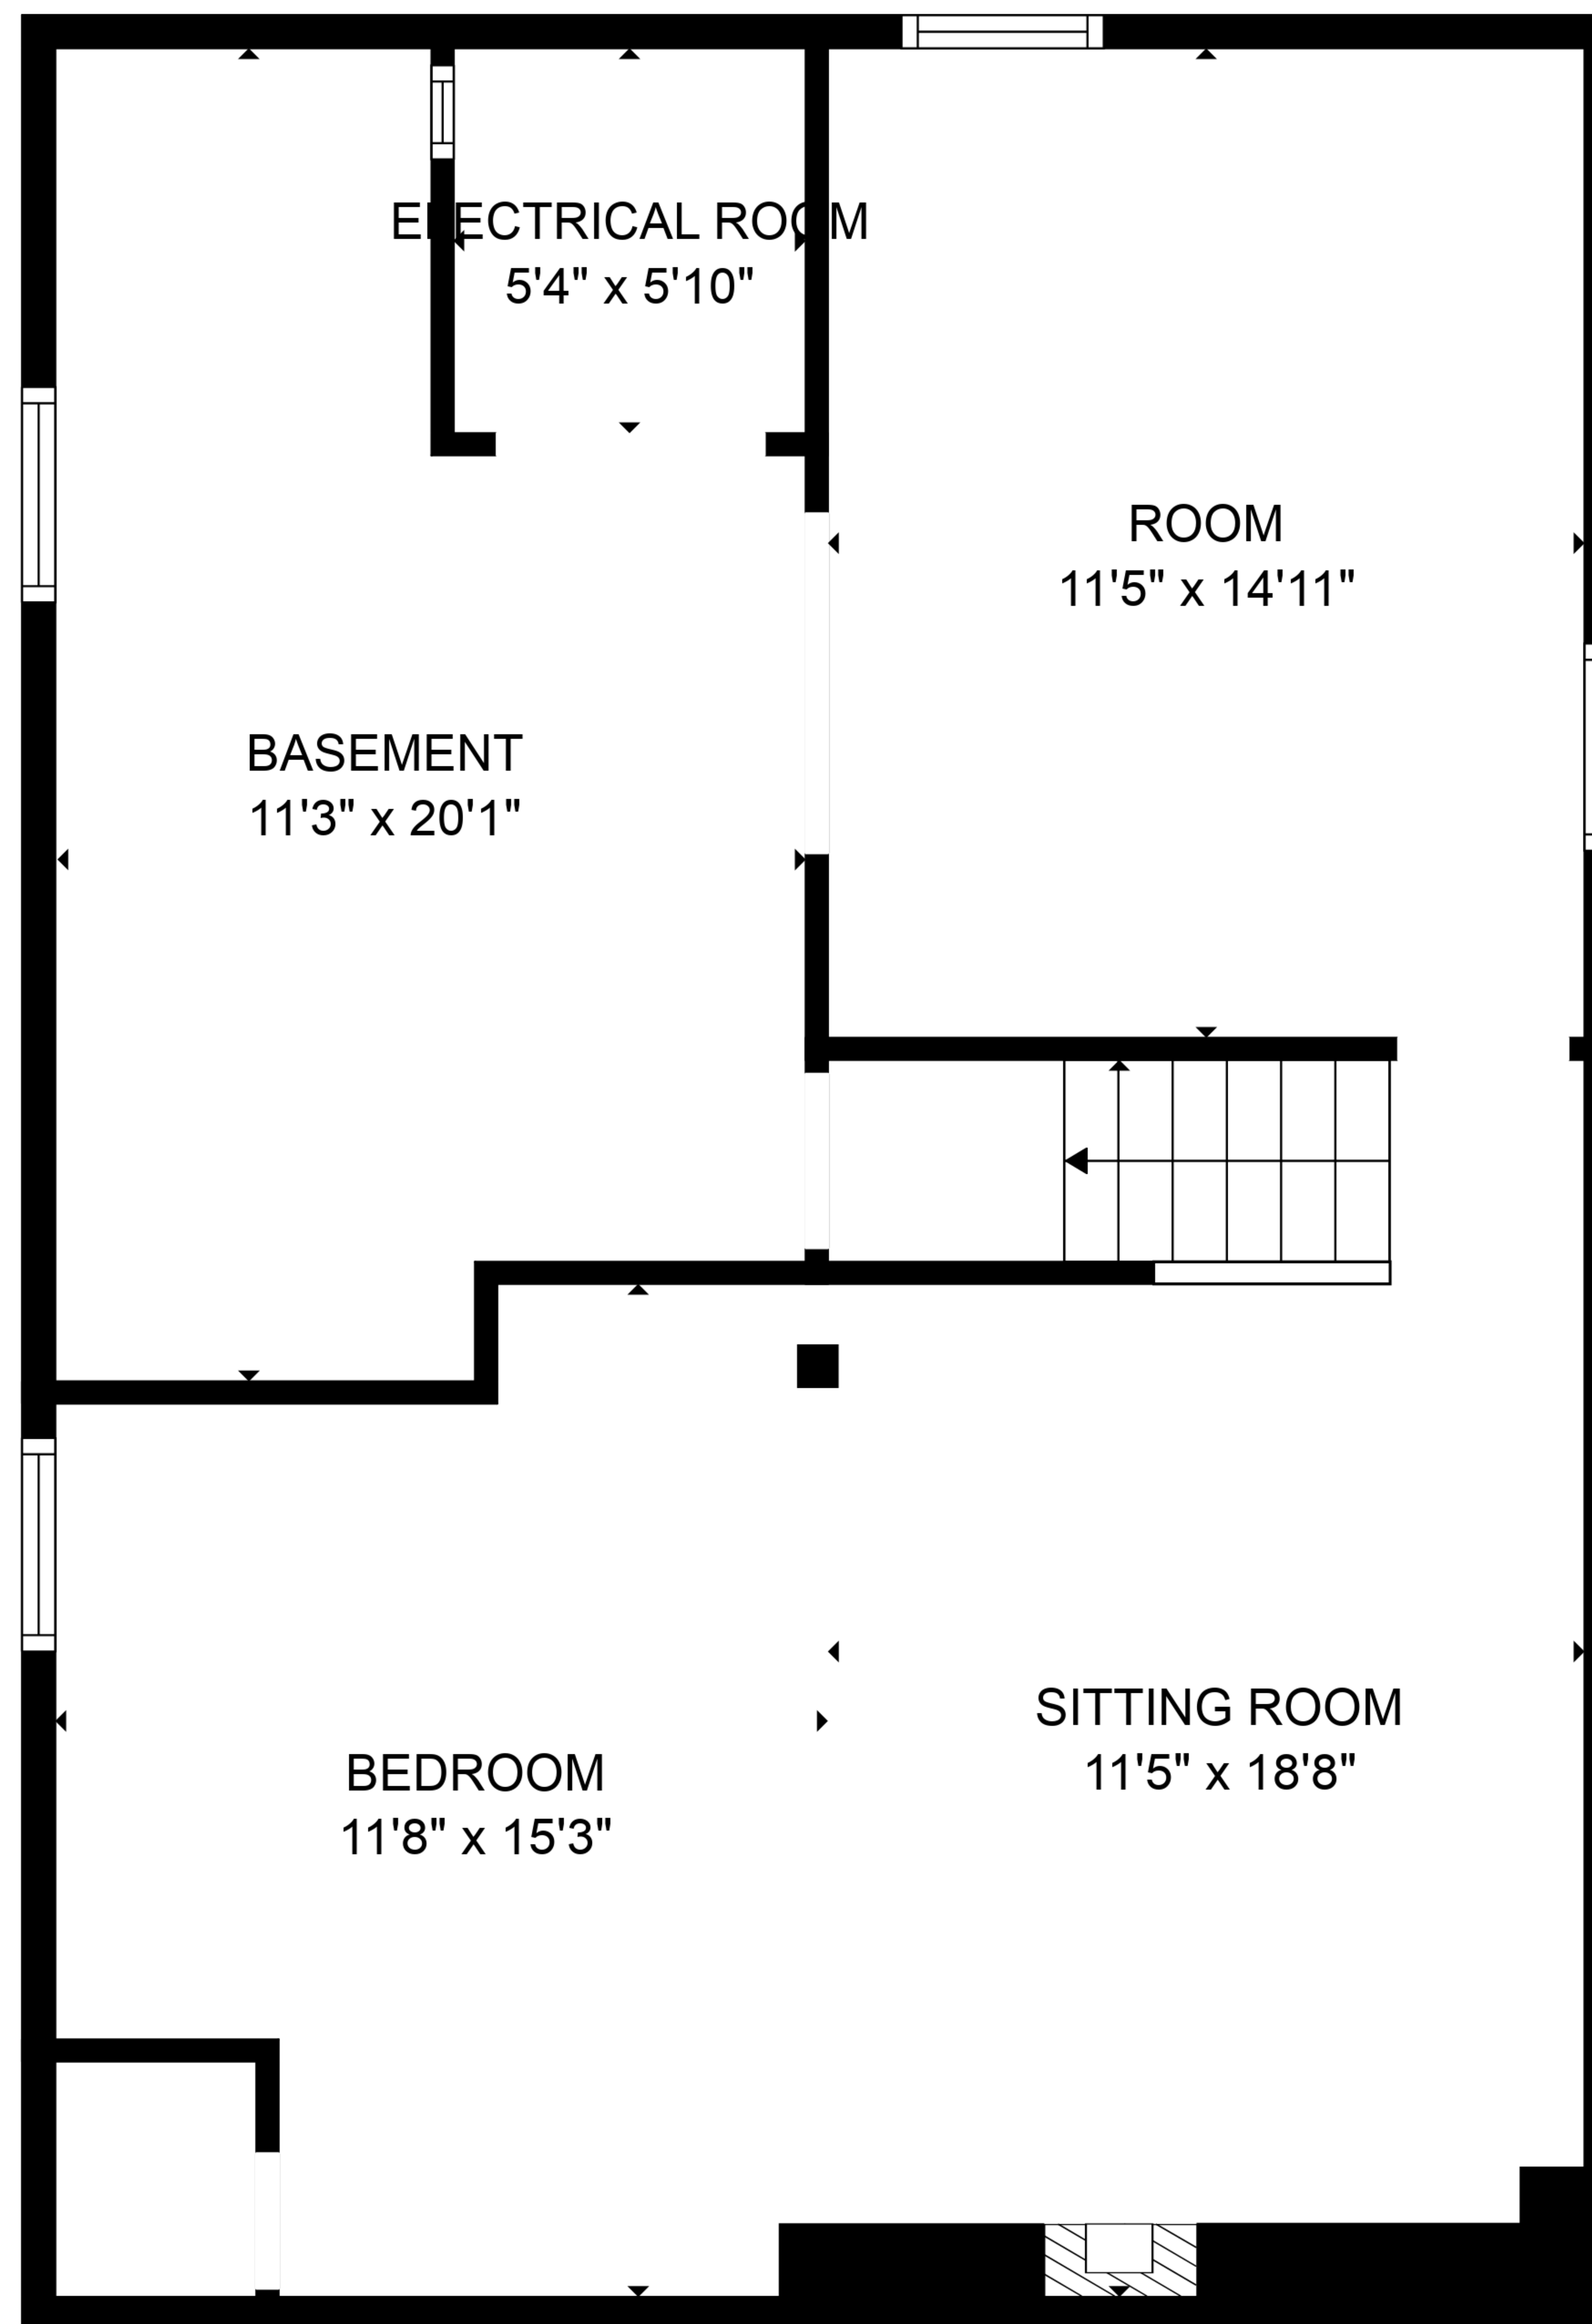 ELECTRICAL ROOM
5'4" x 5'10"
ROOM
11'5" x 14'11"
BASEMENT
11'3" x 20'1"
SITTING ROOM
11'5" x 18'8"
BEDROOM
11'8" x 15'3"